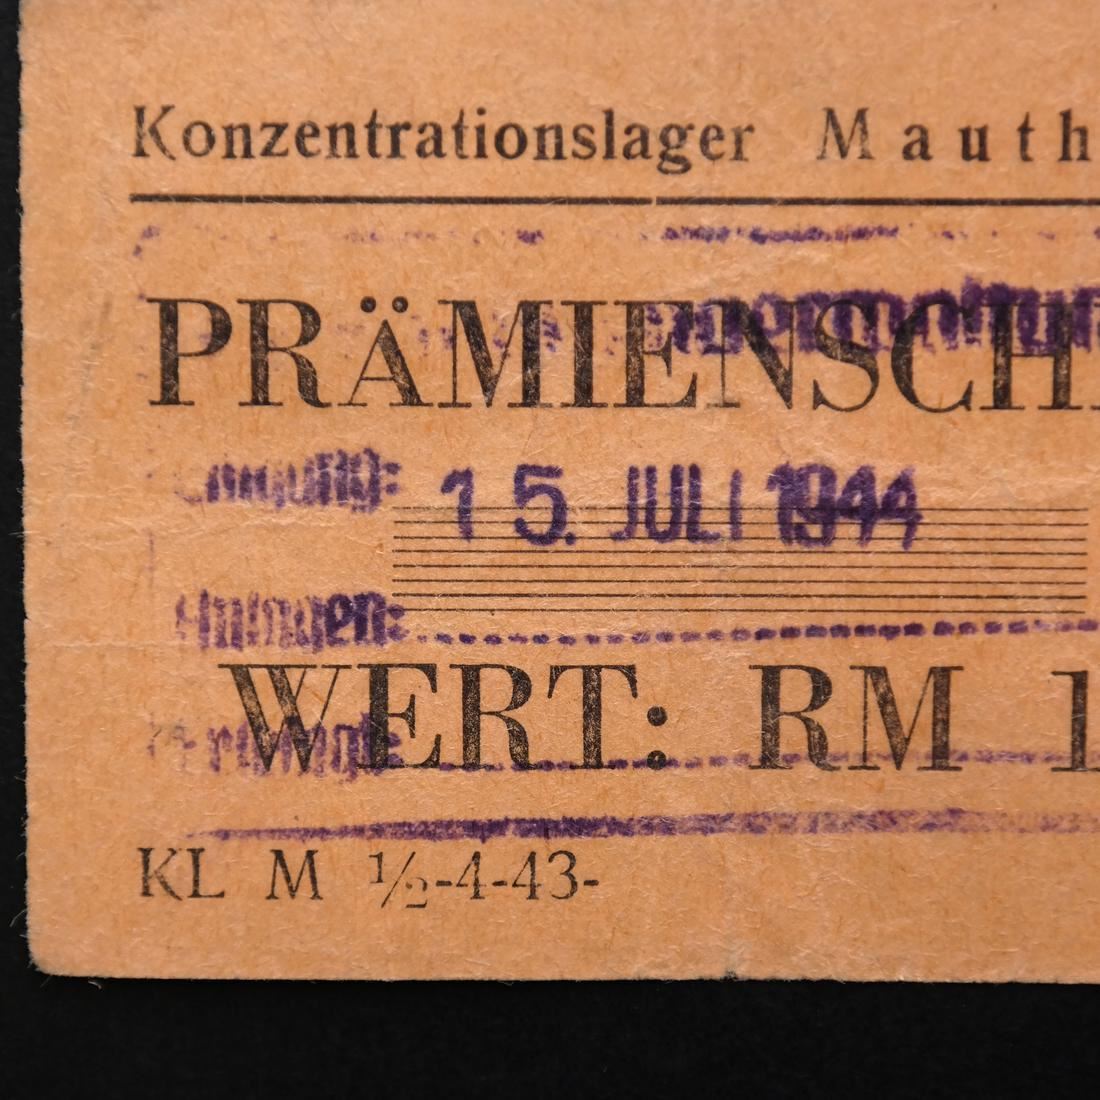 Konzentrationslager Mauth
PRÄMIENSCH
15. JULI 1944
WERT: RM 1
KL M ½-4-43-